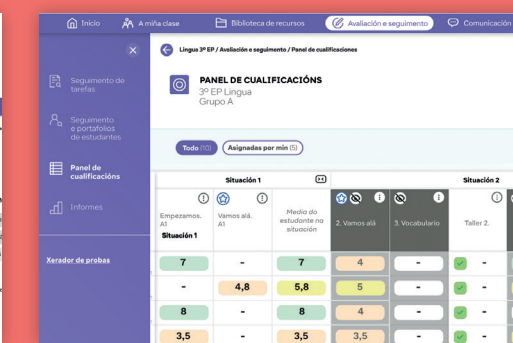 Inicio
A miña clase
Biblioteca de recursos
Avaliación e seguimento
Comunicación
Lingua 3º EP / Avaliación e seguimento / Panel de cualificaciones
PANEL DE CUALIFICACIÓNS
3º EP Lingua
Grupo A
Seguimento de
tarefas
Seguimento
e portafolios
de estudantes
Panel de
cualificacións
Informes
Xerador de probas
Todo (10)
Asignadas por min (5)
Situación 1
Situación 2
Empezamos.
A1
Situación 1
Vamos alá.
A1
Media do
estudante na
situación
2. Vamos alá
3. Vocabulario
Taller 2.
7 - 7 4 - -
- 4,8 5,8 5 - -
8 - 8 4 - -
3,5 - 3,5 3,5 - -